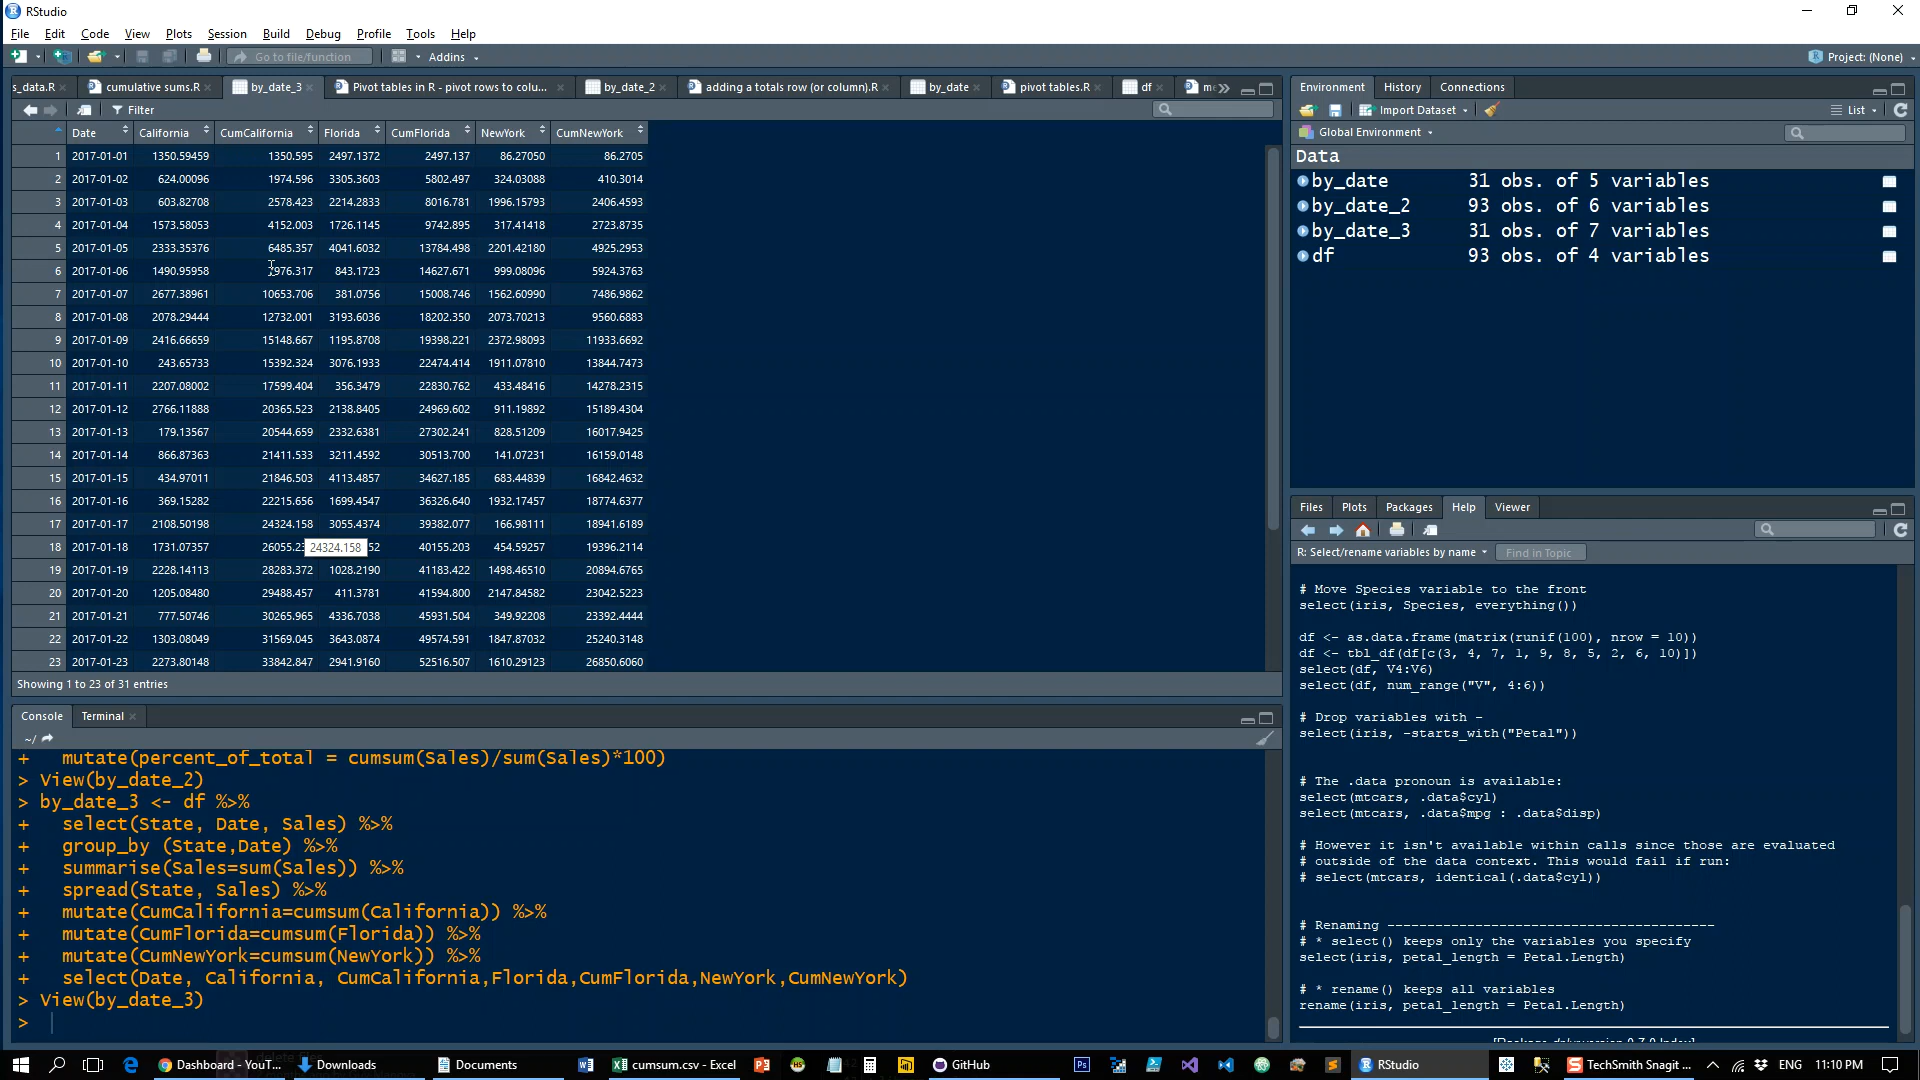 RStudio
File Edit Code View Plots Session Build Debug Profile Tools Help
Go to file/function Addins Project: (None)
s_data.R cumulative sums.R by_date_3 Pivot tables in R - pivot rows to colu... by_date_2 adding a totals row (or column).R by_date pivot tables.R df
Filter
Date California CumCalifornia Florida CumFlorida NewYork CumNewYork
1 2017-01-01 1350.59459 1350.595 2497.1372 2497.137 86.27050 86.2705
2 2017-01-02 624.00096 1974.596 3305.3603 5802.497 324.03088 410.3014
3 2017-01-03 603.82708 2578.423 2214.2833 8016.781 1996.15793 2406.4593
4 2017-01-04 1573.58053 4152.003 1726.1145 9742.895 317.41418 2723.8735
5 2017-01-05 2333.35376 6485.357 4041.6032 13784.498 2201.42180 4925.2953
6 2017-01-06 1490.95958 7976.317 843.1723 14627.671 999.08096 5924.3763
7 2017-01-07 2677.38961 10653.706 381.0756 15008.746 1562.60990 7486.9862
8 2017-01-08 2078.29444 12732.001 3193.6036 18202.350 2073.70213 9560.6883
9 2017-01-09 2416.66659 15148.667 1195.8708 19398.221 2372.98093 11933.6692
10 2017-01-10 243.65733 15392.324 3076.1933 22474.414 1911.07810 13844.7473
11 2017-01-11 2207.08002 17599.404 356.3479 22830.762 433.48416 14278.2315
12 2017-01-12 2766.11888 20365.523 2138.8405 24969.602 911.19892 15189.4304
13 2017-01-13 179.13567 20544.659 2332.6381 27302.241 828.51209 16017.9425
14 2017-01-14 866.87363 21411.533 3211.4592 30513.700 141.07231 16159.0148
15 2017-01-15 434.97011 21846.503 4113.4857 34627.185 683.44839 16842.4632
16 2017-01-16 369.15282 22215.656 1699.4547 36326.640 1932.17457 18774.6377
17 2017-01-17 2108.50198 24324.158 3055.4374 39382.077 166.98111 18941.6189
18 2017-01-18 1731.07357 26055.23 24324.158 52 40155.203 454.59257 19396.2114
19 2017-01-19 2228.14113 28283.372 1028.2190 41183.422 1498.46510 20894.6765
20 2017-01-20 1205.08480 29488.457 411.3781 41594.800 2147.84582 23042.5223
21 2017-01-21 777.50746 30265.965 4336.7038 45931.504 349.92208 23392.4444
22 2017-01-22 1303.08049 31569.045 3643.0874 49574.591 1847.87032 25240.3148
23 2017-01-23 2273.80148 33842.847 2941.9160 52516.507 1610.29123 26850.6060
Showing 1 to 23 of 31 entries
Console Terminal
~/
+ mutate(percent_of_total = cumsum(Sales)/sum(Sales)*100)
> View(by_date_2)
> by_date_3 <- df %>%
+ select(State, Date, Sales) %>%
+ group_by (State,Date) %>%
+ summarise(Sales=sum(Sales)) %>%
+ spread(State, Sales) %>%
+ mutate(CumCalifornia=cumsum(California)) %>%
+ mutate(CumFlorida=cumsum(Florida)) %>%
+ mutate(CumNewYork=cumsum(NewYork)) %>%
+ select(Date, California, CumCalifornia,Florida,CumFlorida,NewYork,CumNewYork)
> View(by_date_3)
>
Environment History Connections
Import Dataset List
Global Environment
Data
by_date 31 obs. of 5 variables
by_date_2 93 obs. of 6 variables
by_date_3 31 obs. of 7 variables
df 93 obs. of 4 variables
Files Plots Packages Help Viewer
R: Select/rename variables by name Find in Topic
# Move Species variable to the front
select(iris, Species, everything())
df <- as.data.frame(matrix(runif(100), nrow = 10))
df <- tbl_df(df[c(3, 4, 7, 1, 9, 8, 5, 2, 6, 10)])
select(df, V4:V6)
select(df, num_range("V", 4:6))
# Drop variables with -
select(iris, -starts_with("Petal"))
# The .data pronoun is available:
select(mtcars, .data$cyl)
select(mtcars, .data$mpg : .data$disp)
# However it isn't available within calls since those are evaluated
# outside of the data context. This would fail if run:
# select(mtcars, identical(.data$cyl))
# Renaming -----------------------------------------
# * select() keeps only the variables you specify
select(iris, petal_length = Petal.Length)
# * rename() keeps all variables
rename(iris, petal_length = Petal.Length)
Dashboard - YouT... Downloads Documents cumsum.csv - Excel GitHub RStudio TechSmith Snagit ... ENG 11:10 PM